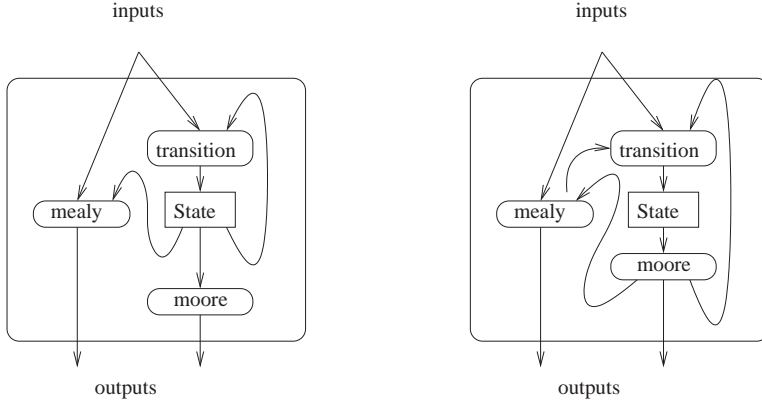 inputs
transition
State
mealy
moore
outputs
inputs
transition
State
mealy
moore
outputs